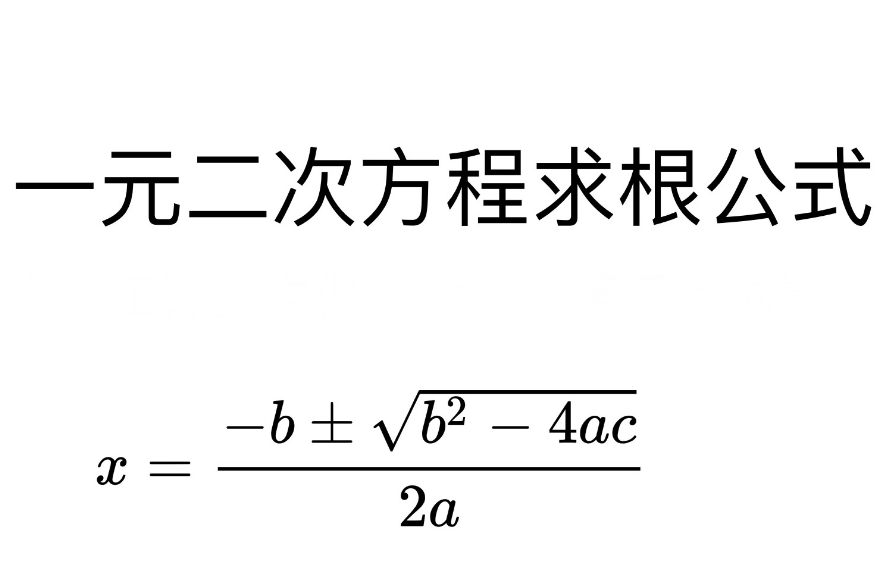 一元二次方程求根公式
x = \frac{-b \pm \sqrt{b^2 - 4ac}}{2a}